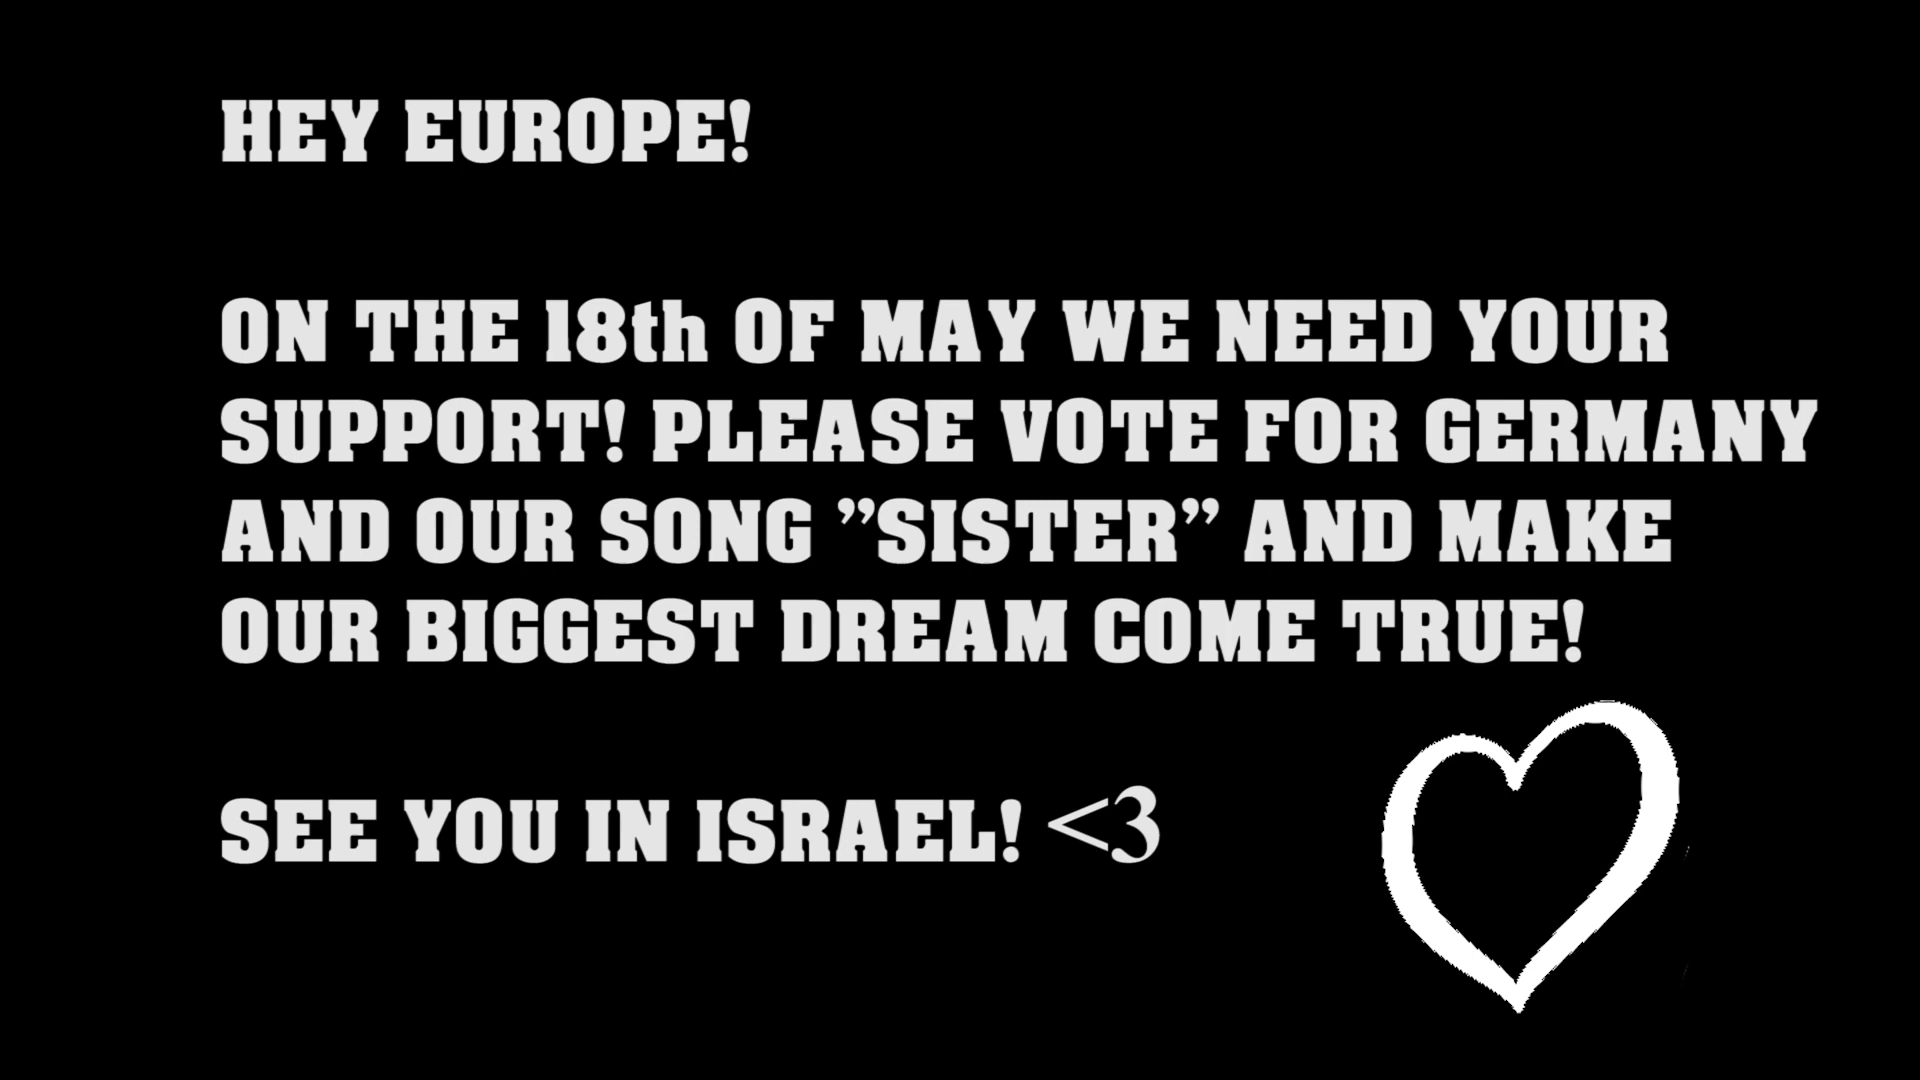 HEY EUROPE!
ON THE 18th OF MAY WE NEED YOUR
SUPPORT! PLEASE VOTE FOR GERMANY
AND OUR SONG ”SISTER” AND MAKE
OUR BIGGEST DREAM COME TRUE!
SEE YOU IN ISRAEL! <3